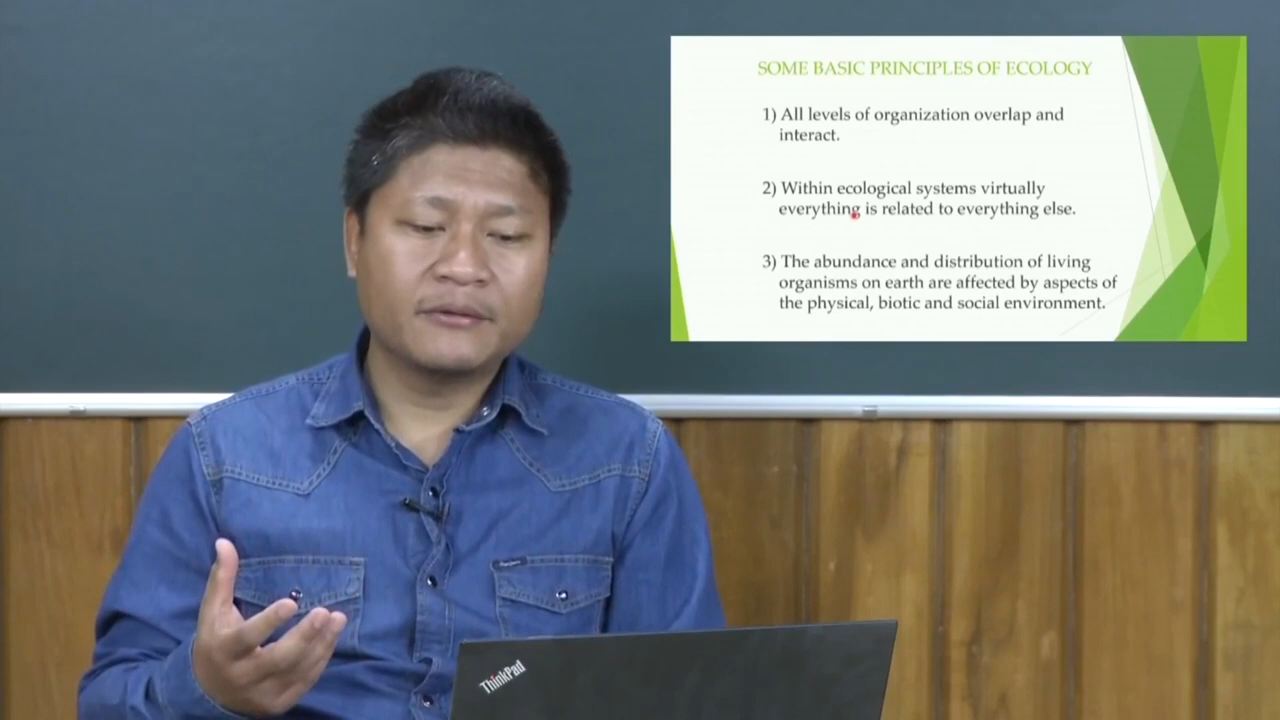 SOME BASIC PRINCIPLES OF ECOLOGY
1) All levels of organization overlap and
interact.
2) Within ecological systems virtually
everything is related to everything else.
3) The abundance and distribution of living
organisms on earth are affected by aspects of
the physical, biotic and social environment.
ThinkPad